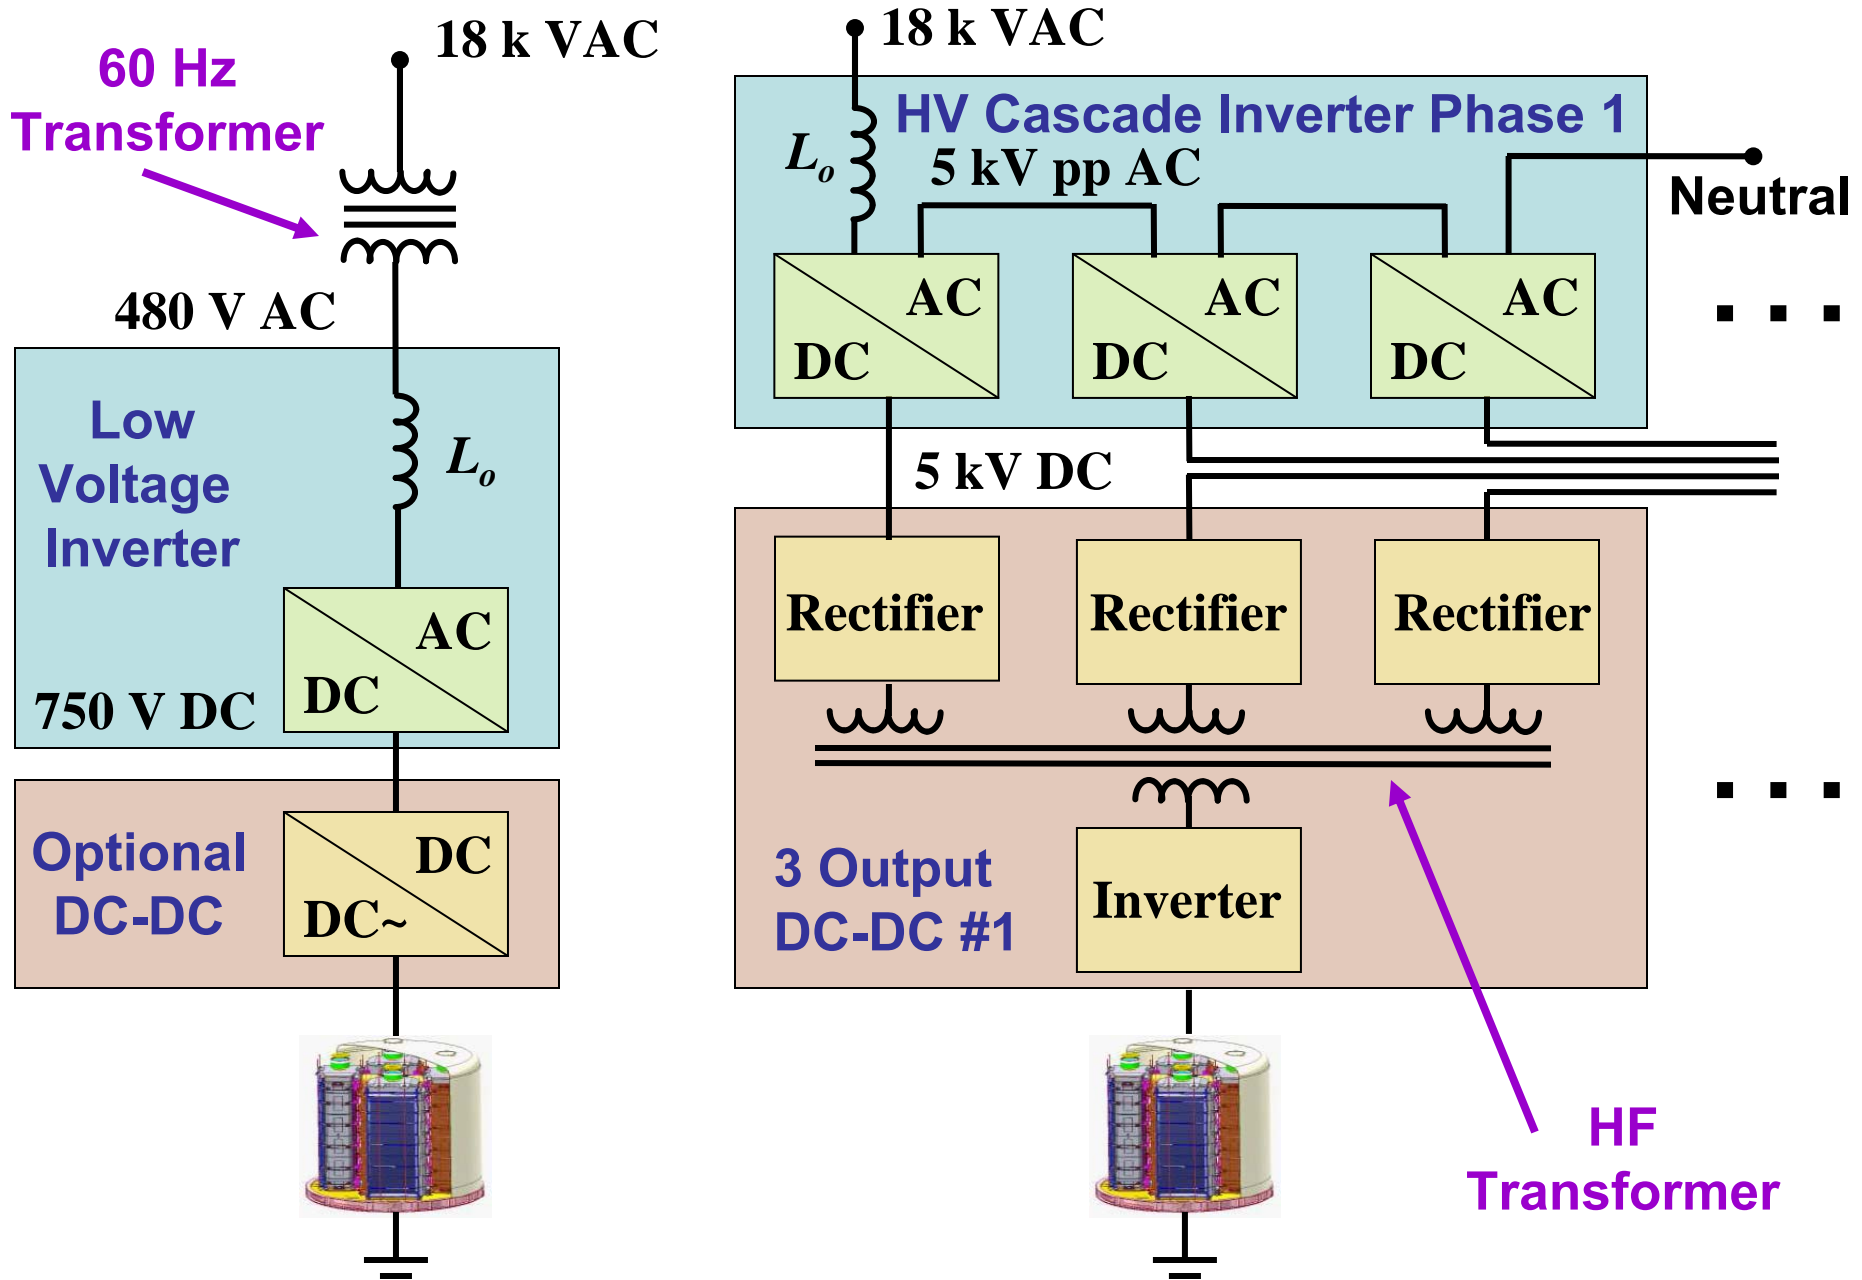 18 k VAC
60 Hz
Transformer
480 V AC
Low
Voltage
Inverter
Lo
AC
DC
750 V DC
Optional
DC-DC
DC
DC~
18 k VAC
HV Cascade Inverter Phase 1
Lo
5 kV pp AC
Neutral
AC
DC
AC
DC
AC
DC
. . .
5 kV DC
Rectifier
Rectifier
Rectifier
. . .
3 Output
DC-DC #1
Inverter
HF
Transformer